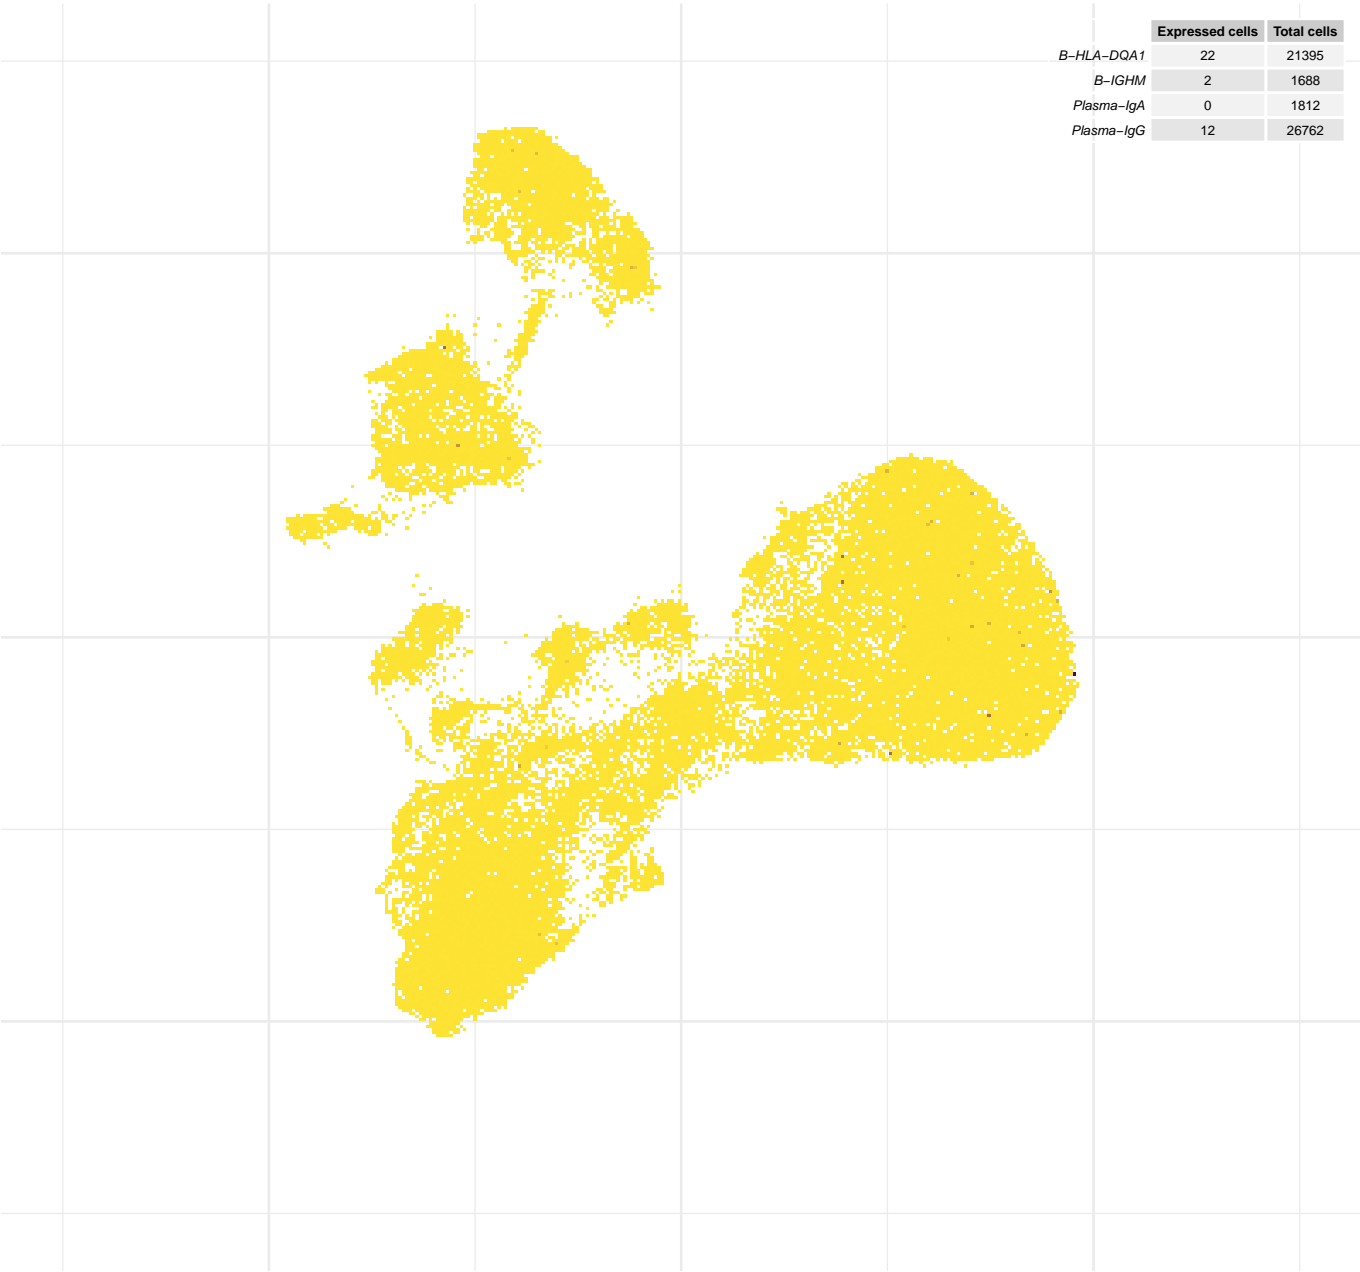 Expressed cells Total cells
B−HLA−DQA1 22 21395
B−IGHM 2 1688
Plasma−IgA 0 1812
Plasma−IgG 12 26762